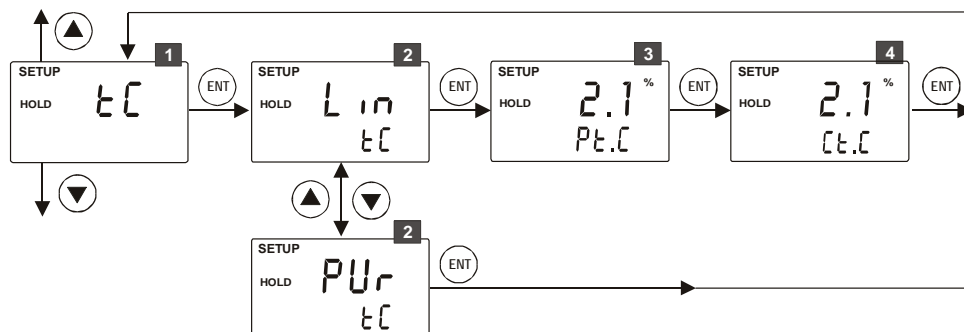 1
SETUP
HOLD
tC
ENT
2
SETUP
HOLD
Lin
tC
ENT
3
SETUP
HOLD
2.1 %
Pt.C
ENT
4
SETUP
HOLD
2.1 %
Ct.C
ENT
2
SETUP
HOLD
PUr
tC
ENT